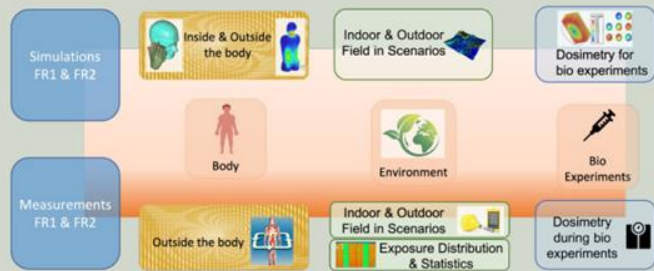 Simulations
FR1 & FR2
Inside & Outside
the body
Indoor & Outdoor
Field in Scenarios
Dosimetry for
bio experiments
Body
Environment
Bio
Experiments
Measurements
FR1 & FR2
Outside the body
Indoor & Outdoor
Field in Scenarios
Exposure Distribution
& Statistics
Dosimetry
during bio
experiments